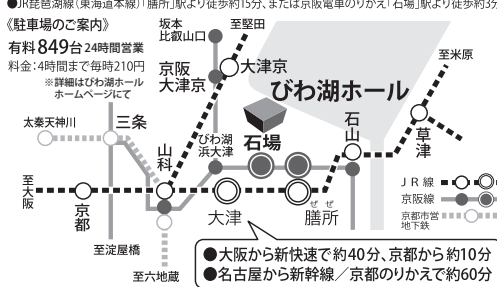 ●JR琵琶湖線（東海道本線）「膳所」駅より徒歩約15分、または京阪電車のりかえ「石場」駅より徒歩約3分
《駐車場のご案内》
有料849台 24時間営業
料金：4時間まで毎時210円
※詳細はびわ湖ホール
ホームページにて
坂本
比叡山口
至堅田
京阪
大津京
大津京
至米原
びわ湖ホール
太秦天神川
三条
山科
びわ湖
浜大津
石場
石山
草津
至大阪
京都
大津
ぜぜ
膳所
JR線
京阪線
京都市営
地下鉄
至淀屋橋
至六地蔵
●大阪から新快速で約40分、京都から約10分
●名古屋から新幹線／京都のりかえで約60分